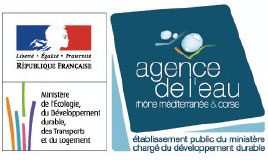 Liberté • Égalité • Fraternité
RÉPUBLIQUE FRANÇAISE
Ministère
de l'Écologie,
du Développement
durable,
des Transports
et du Logement
agence
de l'eau
rhône méditerranée & corse
établissement public du ministère
chargé du développement durable